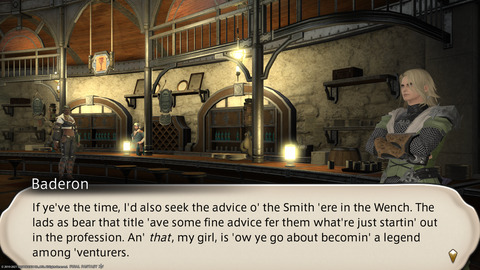 Baderon
If ye've the time, I'd also seek the advice o' the Smith 'ere in the Wench. The
lads as bear that title 'ave some fine advice fer them what're just startin' out
in the profession. An' that, my girl, is 'ow ye go about becomin' a legend
among 'venturers.